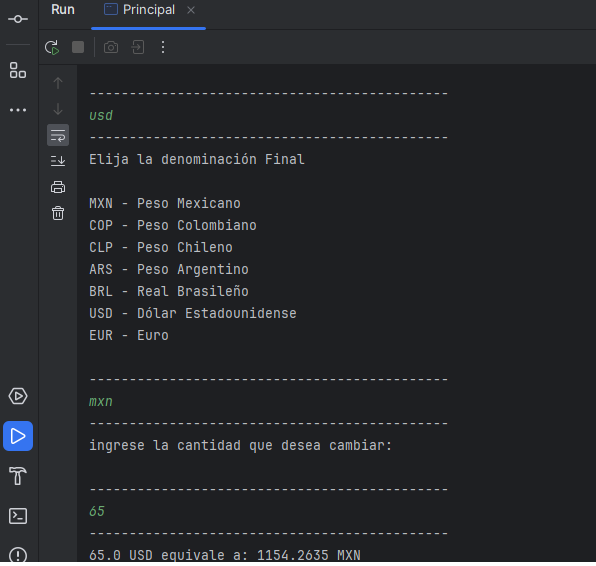 Run
Principal
---------------------------------------------
usd
---------------------------------------------
Elija la denominación Final
MXN - Peso Mexicano
COP - Peso Colombiano
CLP - Peso Chileno
ARS - Peso Argentino
BRL - Real Brasileño
USD - Dólar Estadounidense
EUR - Euro
---------------------------------------------
mxn
---------------------------------------------
ingrese la cantidad que desea cambiar:
---------------------------------------------
65
---------------------------------------------
65.0 USD equivale a: 1154.2635 MXN